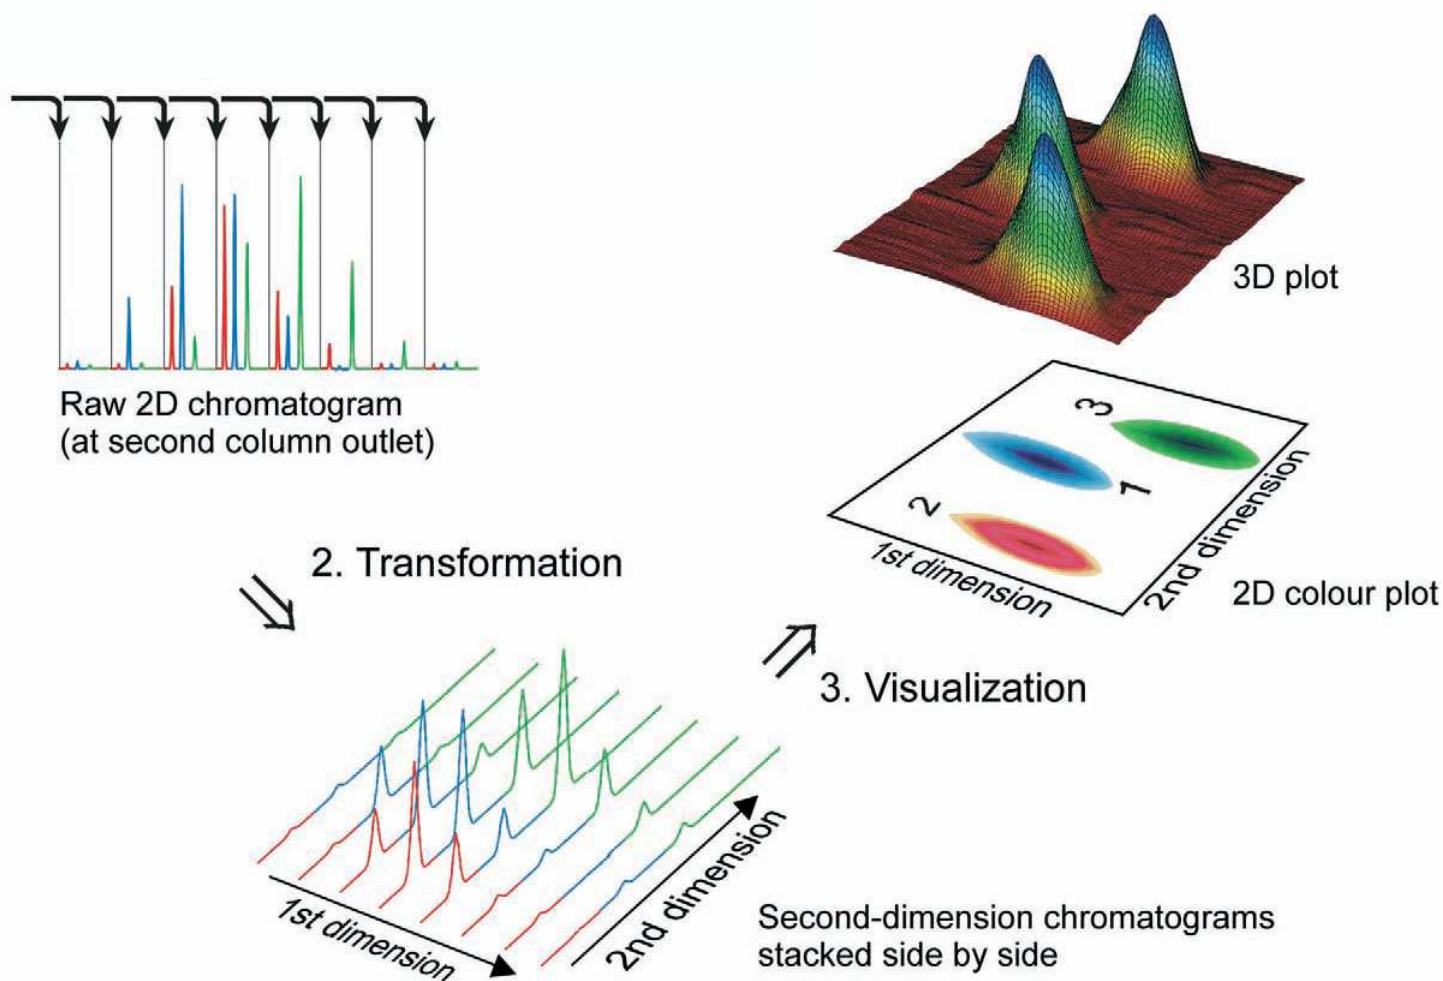 Raw 2D chromatogram
(at second column outlet)
2. Transformation
1st dimension
2nd dimension
Second-dimension chromatograms
stacked side by side
3. Visualization
3D plot
3
1
2
1st dimension
2nd dimension
2D colour plot